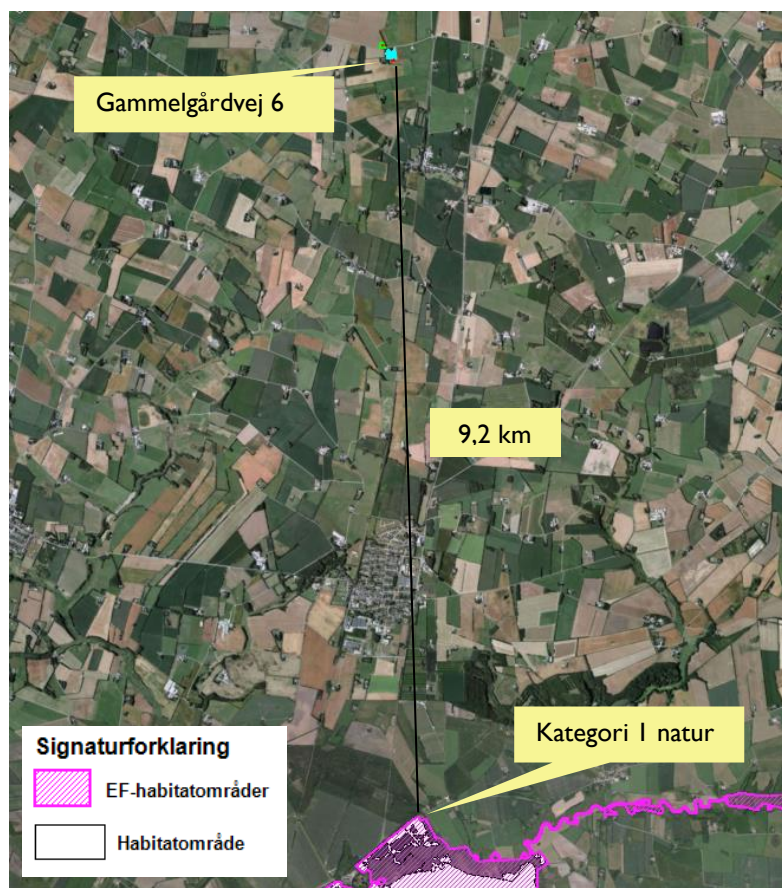 Gammelgårdvej 6
9,2 km
Kategori 1 natur
Signaturforklaring
EF-habitatområder
Habitatområde